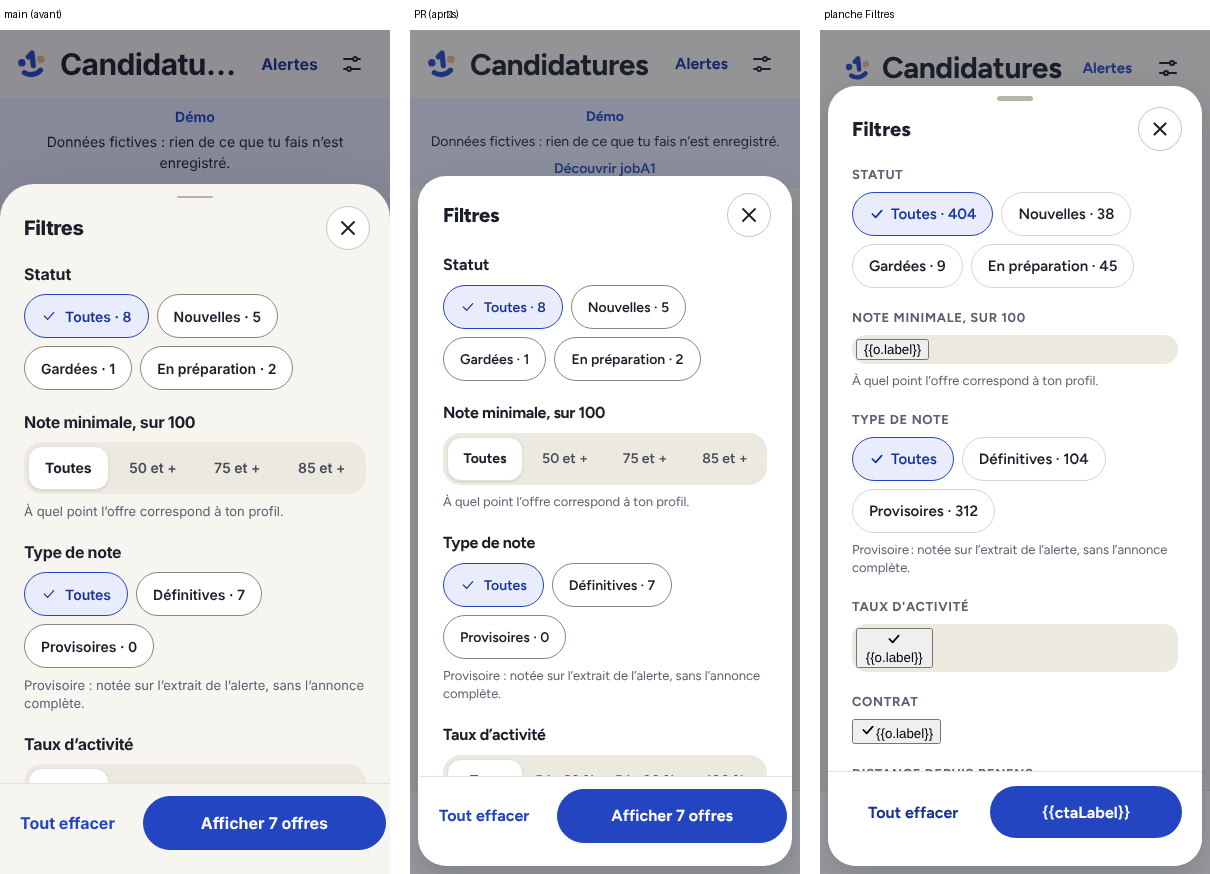 main (avant)
Candidatu…
Alertes
Démo
Données fictives : rien de ce que tu fais n’est
enregistré.
Filtres
Statut
Toutes · 8
Nouvelles · 5
Gardées · 1
En préparation · 2
Note minimale, sur 100
Toutes
50 et +
75 et +
85 et +
À quel point l’offre correspond à ton profil.
Type de note
Toutes
Définitives · 7
Provisoires · 0
Provisoire : notée sur l’extrait de l’alerte, sans l’annonce
complète.
Taux d’activité
Tout effacer
Afficher 7 offres
PR (après)
Candidatures
Alertes
Démo
Données fictives : rien de ce que tu fais n’est enregistré.
Découvrir jobA1
Filtres
Statut
Toutes · 8
Nouvelles · 5
Gardées · 1
En préparation · 2
Note minimale, sur 100
Toutes
50 et +
75 et +
85 et +
À quel point l’offre correspond à ton profil.
Type de note
Toutes
Définitives · 7
Provisoires · 0
Provisoire : notée sur l’extrait de l’alerte, sans l’annonce
complète.
Taux d’activité
Tout effacer
Afficher 7 offres
planche Filtres
Candidatures
Alertes
Filtres
STATUT
Toutes · 404
Nouvelles · 38
Gardées · 9
En préparation · 45
NOTE MINIMALE, SUR 100
{{o.label}}
À quel point l’offre correspond à ton profil.
TYPE DE NOTE
Toutes
Définitives · 104
Provisoires · 312
Provisoire : notée sur l’extrait de l’alerte, sans l’annonce
complète.
TAUX D'ACTIVITÉ
{{o.label}}
CONTRAT
{{o.label}}
DISTANCE DEPUIS RENENS
Tout effacer
{{ctaLabel}}